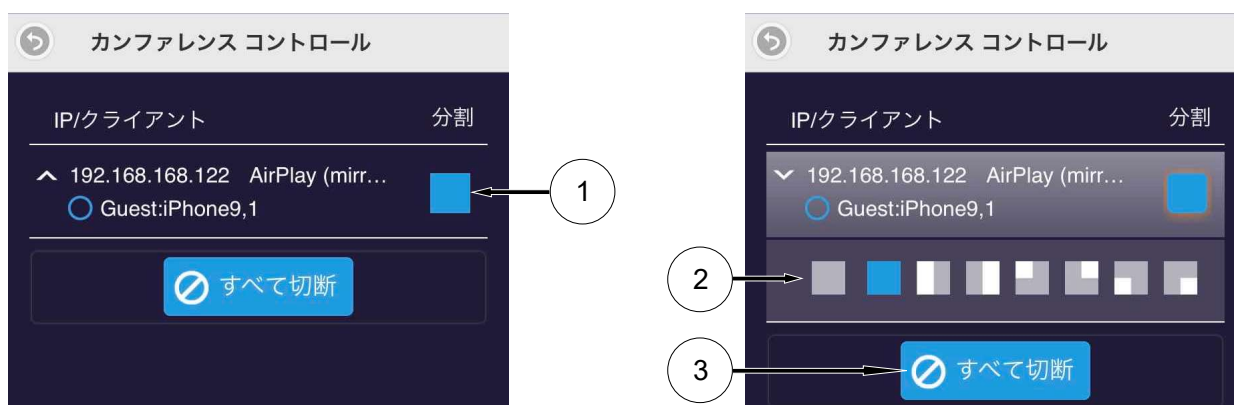 カンファレンス コントロール
IP/クライアント 分割
192.168.168.122 AirPlay (mirr...
Guest:iPhone9,1
すべて切断
1
カンファレンス コントロール
IP/クライアント 分割
192.168.168.122 AirPlay (mirr...
Guest:iPhone9,1
2
すべて切断
3